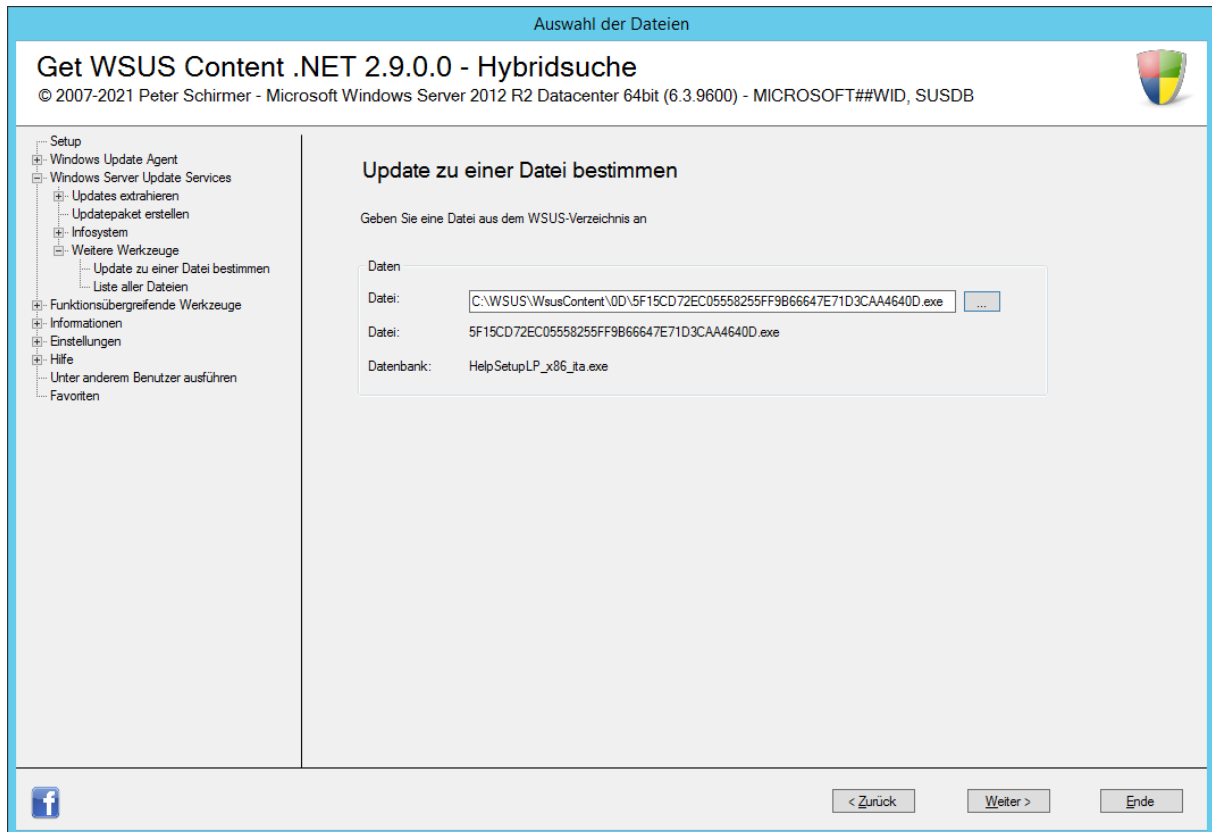 Auswahl der Dateien
Get WSUS Content .NET 2.9.0.0 - Hybridsuche
© 2007-2021 Peter Schirmer - Microsoft Windows Server 2012 R2 Datacenter 64bit (6.3.9600) - MICROSOFT##WID, SUSDB
Setup
Windows Update Agent
Windows Server Update Services
Updates extrahieren
Updatepaket erstellen
Infosystem
Weitere Werkzeuge
Update zu einer Datei bestimmen
Liste aller Dateien
Funktionsübergreifende Werkzeuge
Informationen
Einstellungen
Hilfe
Unter anderem Benutzer ausführen
Favoriten
Update zu einer Datei bestimmen
Geben Sie eine Datei aus dem WSUS-Verzeichnis an
Daten
Datei: C:\WSUS\WsusContent\0D\5F15CD72EC05558255FF9B66647E71D3CAA4640D.exe ...
Datei: 5F15CD72EC05558255FF9B66647E71D3CAA4640D.exe
Datenbank: HelpSetupLP_x86_ita.exe
f
< Zurück Weiter > Ende